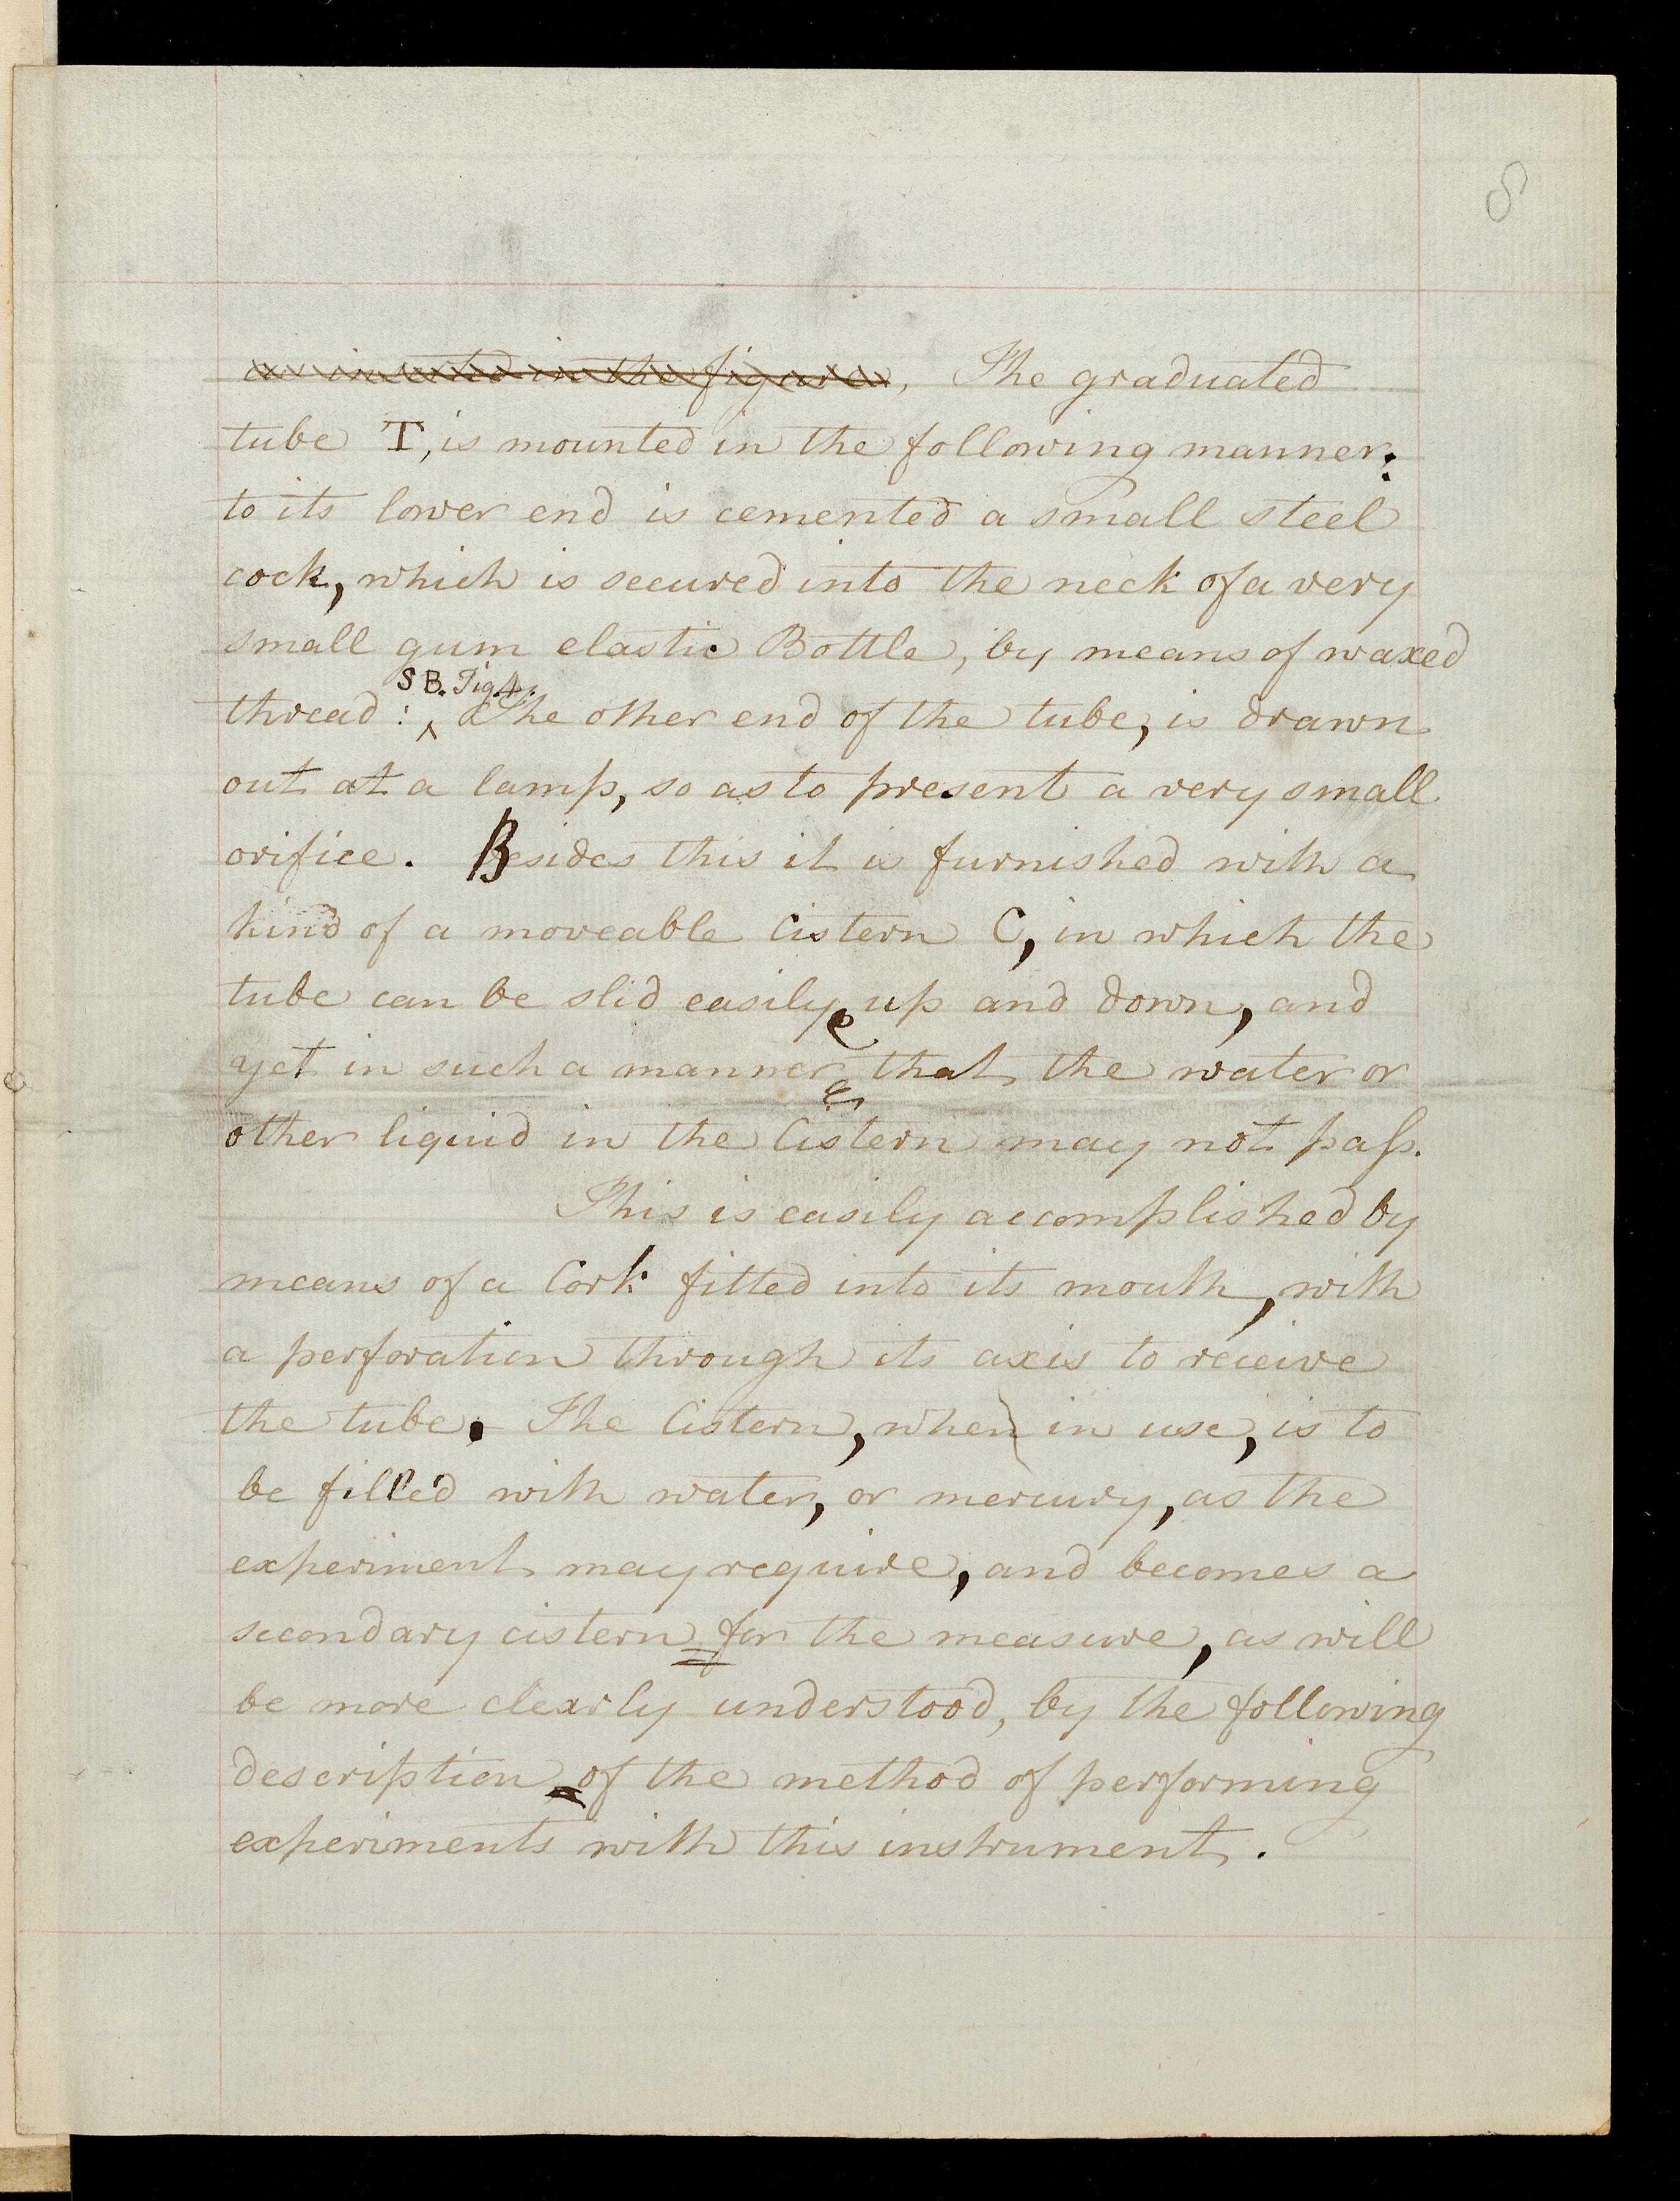 8
as inserted in the figure, The graduated
tube T, is mounted in the following manner:
to its lower end is cemented a small steel
cock, which is secured into the neck of a very
small gum elastic Bottle, by means of waxed
S B. Fig. 4.
thread : ^ The other end of the tube, is drawn
out at a lamp, so as to present a very small
orifice. Besides this it is furnished with a
kind of a moveable Cistern C, in which the
tube can be slid easily up and down, and
yet in such a manner that the water or
other liquid in the Cistern may not paſs.
This is easily accomplished by
means of a Cork fitted into its mouth, with
a perforation through its axis to receive
the tube. The Cistern, when in use, is to
be filled with water, or mercury, as the
experiment may require, and becomes a
secondary cistern for the measure, as will
be more clearly understood, by the following
description of the method of performing
experiments with this instrument.